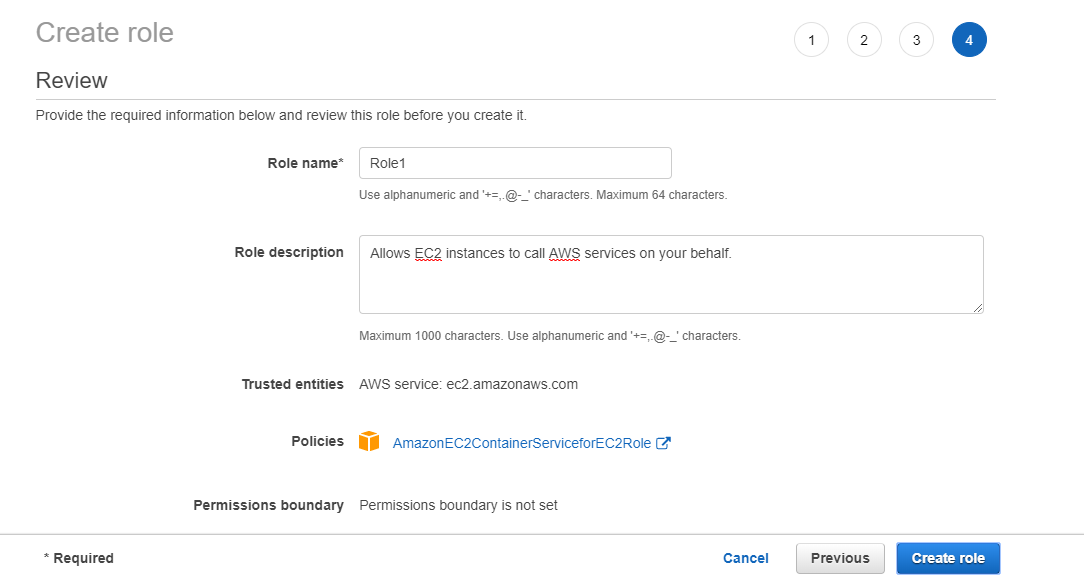 Create role
1 2 3 4
Review
Provide the required information below and review this role before you create it.
Role name* Role1
Use alphanumeric and '+=,.@-_' characters. Maximum 64 characters.
Role description Allows EC2 instances to call AWS services on your behalf.
Maximum 1000 characters. Use alphanumeric and '+=,.@-_' characters.
Trusted entities AWS service: ec2.amazonaws.com
Policies AmazonEC2ContainerServiceforEC2Role
Permissions boundary Permissions boundary is not set
* Required Cancel Previous Create role